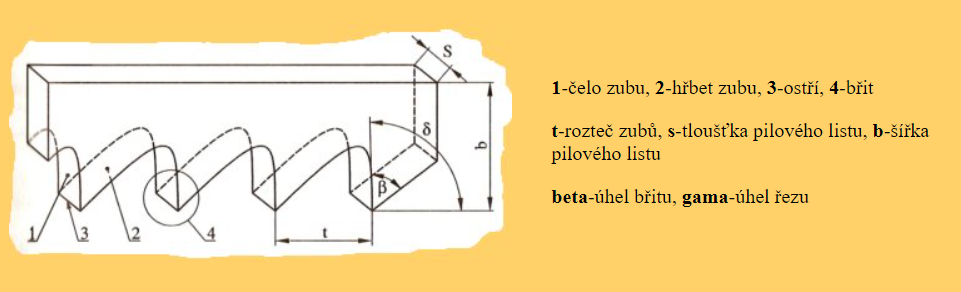 S
δ
b
β
1
3
2
4
t
1-čelo zubu, 2-hřbet zubu, 3-ostří, 4-břit
t-rozteč zubů, s-tloušťka pilového listu, b-šířka
pilového listu
beta-úhel břitu, gama-úhel řezu